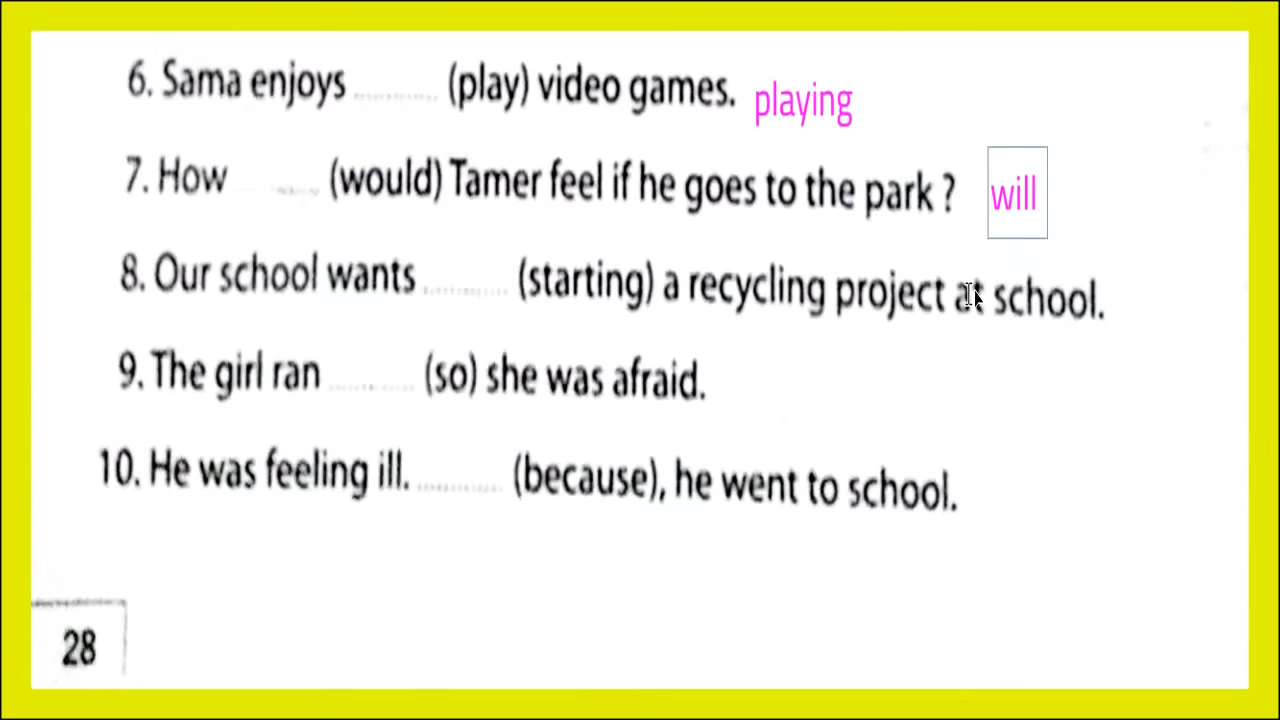 6. Sama enjoys ......... (play) video games. playing
7. How ......... (would) Tamer feel if he goes to the park ? will
8. Our school wants ......... (starting) a recycling project at school.
9. The girl ran ......... (so) she was afraid.
10. He was feeling ill. ......... (because), he went to school.
28